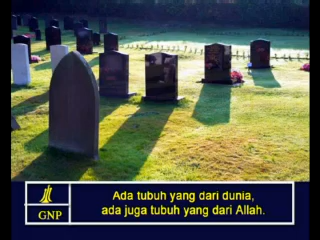 Ada tubuh yang dari dunia,
ada juga tubuh yang dari Allah.
GNP